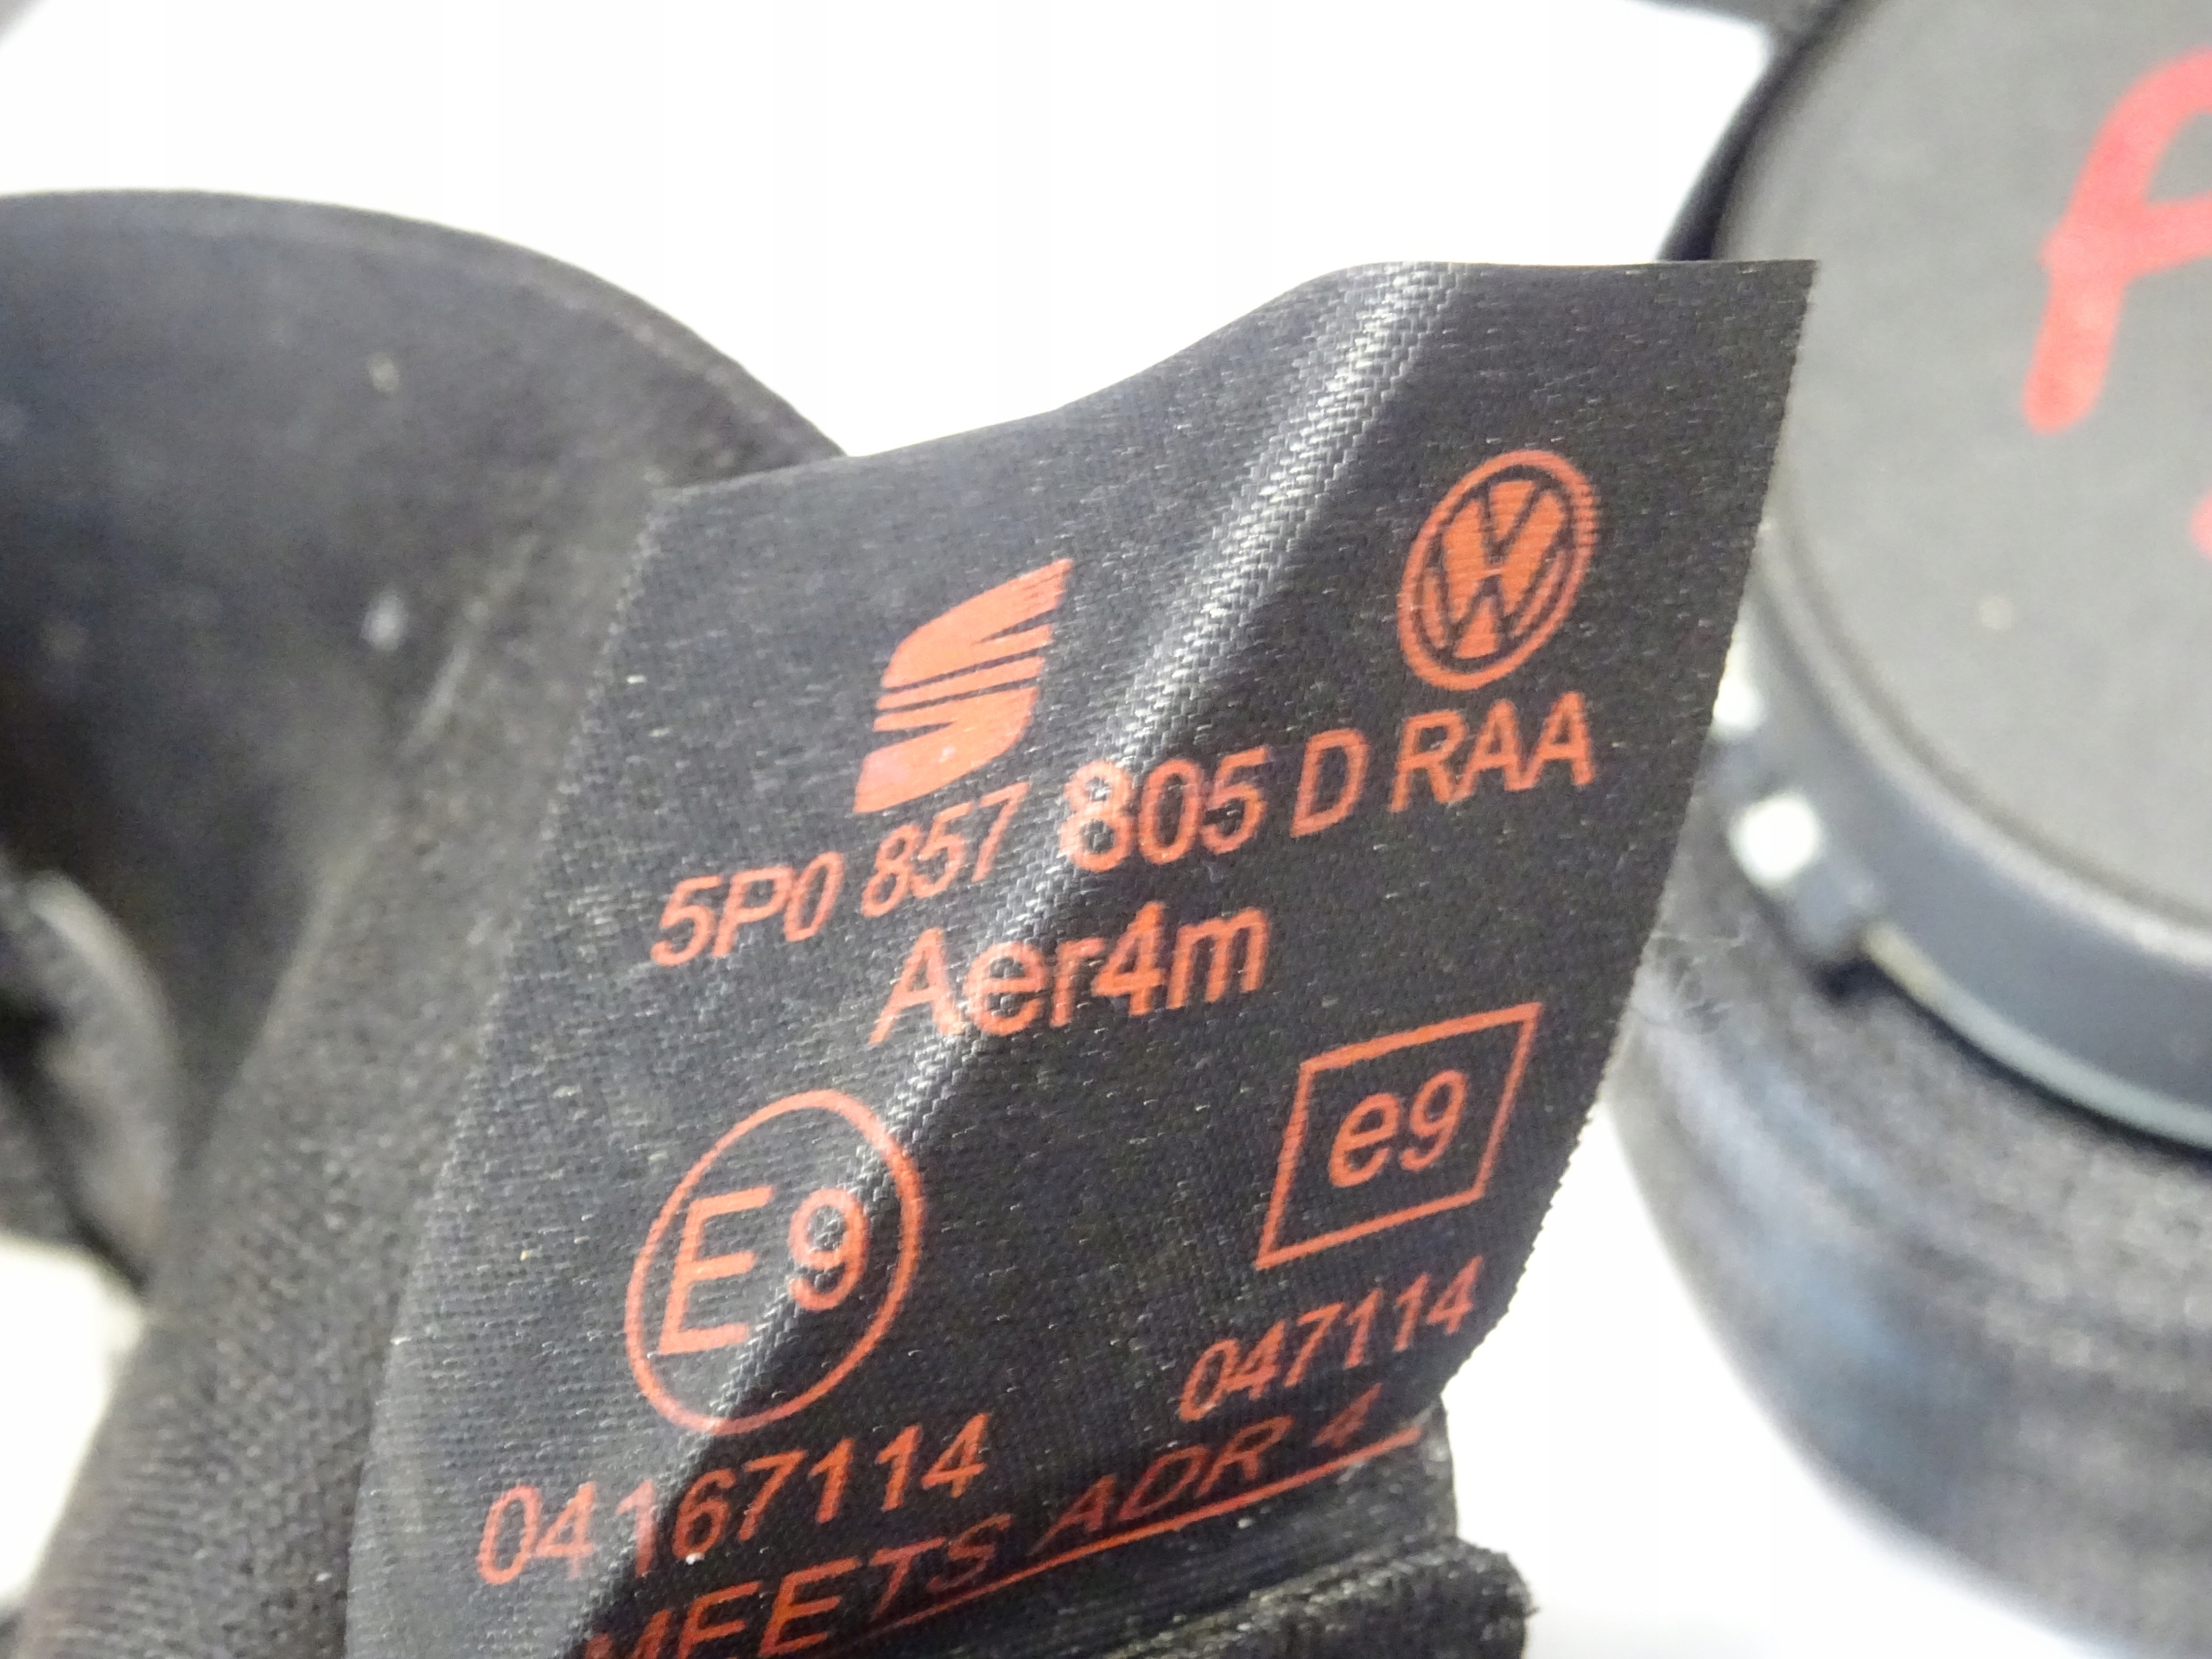 5P0 857 805 D RAA
Aer4m
E9
e9
04167114
047114
MEETS ADR 4